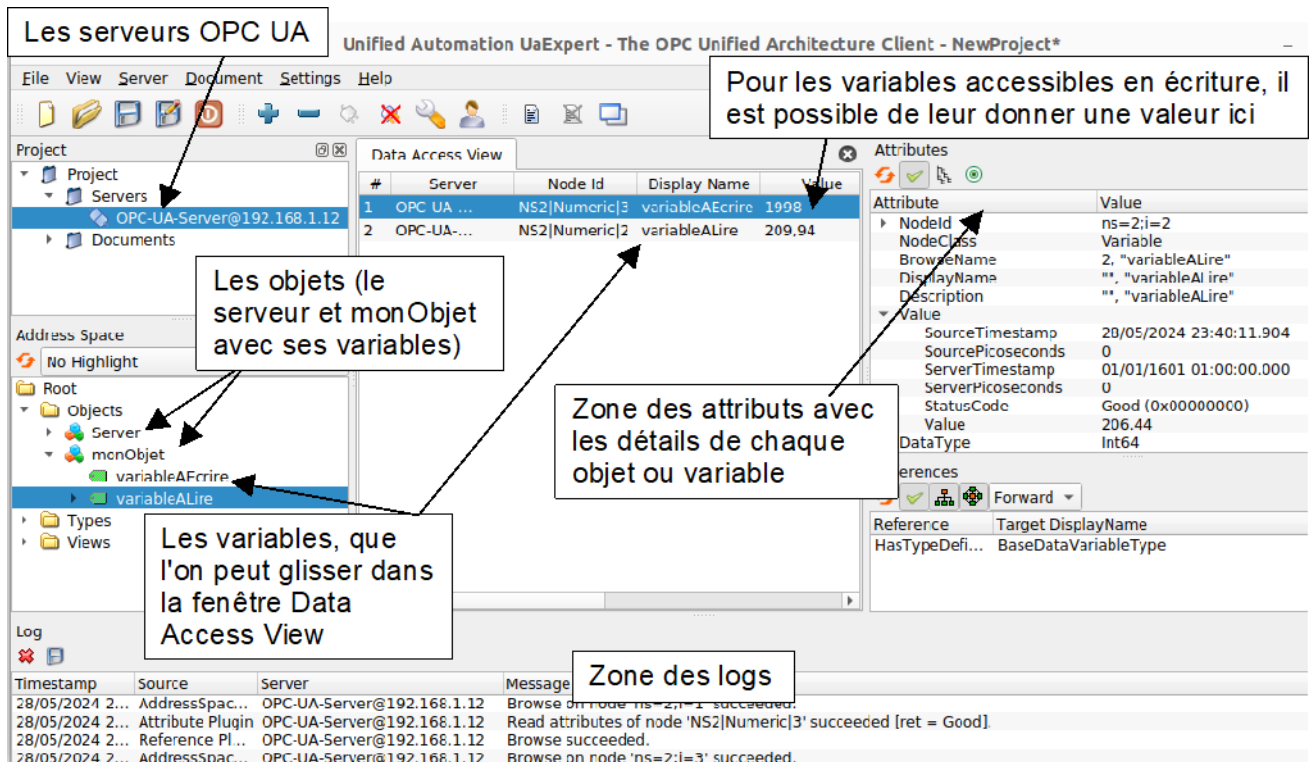 Les serveurs OPC UA
Unified Automation UaExpert - The OPC Unified Architecture Client - NewProject*
File View Server Document Settings Help
Pour les variables accessibles en écriture, il
est possible de leur donner une valeur ici
Project
Project
Servers
OPC-UA-Server@192.168.1.12
Documents
Data Access View
# Server Node Id Display Name Value
1 OPC UA ... NS2|Numeric|3 variableAEcrire 1998
2 OPC-UA-... NS2|Numeric|2 variableALire 209,94
Les objets (le
serveur et monObjet
avec ses variables)
Address Space
No Highlight
Root
Objects
Server
monObjet
variableAEcrire
variableALire
Types
Views
Les variables, que
l'on peut glisser dans
la fenêtre Data
Access View
Zone des attributs avec
les détails de chaque
objet ou variable
Attributes
Attribute Value
NodeId ns=2;i=2
NodeClass Variable
BrowseName 2, "variableALire"
DisplayName "", "variableALire"
Description "", "variableALire"
Value
SourceTimestamp 28/05/2024 23:40:11.904
SourcePicoseconds 0
ServerTimestamp 01/01/1601 01:00:00.000
ServerPicoseconds 0
StatusCode Good (0x00000000)
Value 206.44
DataType Int64
Forward
Reference Target DisplayName
HasTypeDefi... BaseDataVariableType
Log
Zone des logs
Timestamp Source Server Message
28/05/2024 2... AddressSpac... OPC-UA-Server@192.168.1.12 Browse on node 'ns=2;i=1' succeeded.
28/05/2024 2... Attribute Plugin OPC-UA-Server@192.168.1.12 Read attributes of node 'NS2|Numeric|3' succeeded [ret = Good].
28/05/2024 2... Reference Pl... OPC-UA-Server@192.168.1.12 Browse succeeded.
28/05/2024 2... AddressSpac... OPC-UA-Server@192.168.1.12 Browse on node 'ns=2;i=3' succeeded.